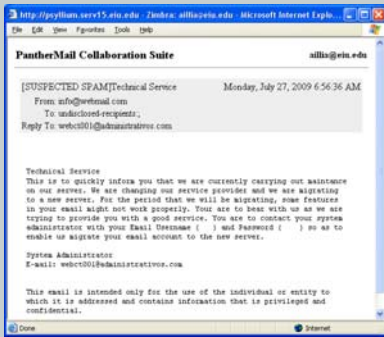 http://psyllium.serv15.eiu.edu - Zimbra: aillis@eiu.edu - Microsoft Internet Explo...
File Edit View Favorites Tools Help
PantherMail Collaboration Suite aillis@eiu.edu
[SUSPECTED SPAM]Technical Service Monday, July 27, 2009 6:56:36 AM
From: info@webmail.com
To: undisclosed-recipients:;
Reply To: webct001@administrativos.com
Technical Service
This is to quickly inform you that we are currently carrying out maintance
on our server. We are changing our service provider and we are migrating
to a new server. For the period that we will be migrating, some features
in your email might not work properly. Your are to bear with us as we are
trying to provide you with a good service. You are to contact your system
administrator with your Email Username ( ) and Password ( ) so as to
enable us migrate your email account to the new server.
System Administrator
E-mail: webct001@administrativos.com
This email is intended only for the use of the individual or entity to
which it is addressed and contains information that is privileged and
confidential.
Done Internet